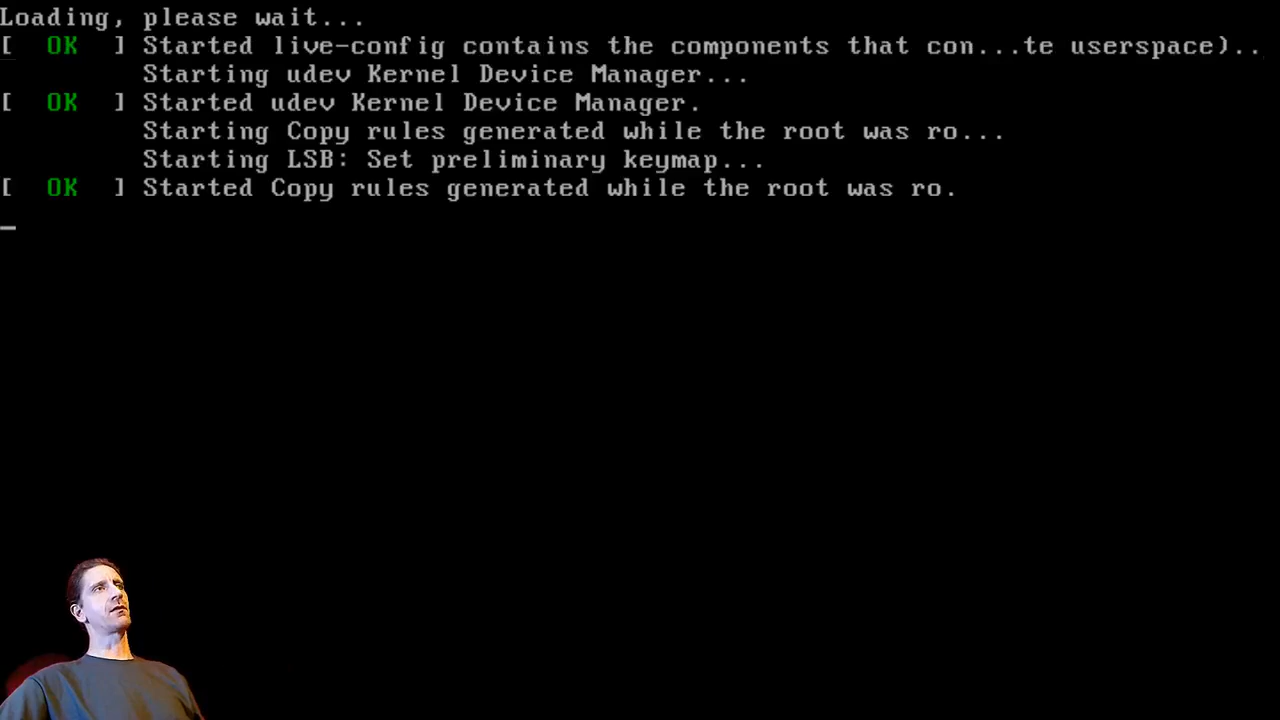 Loading, please wait...
[  OK  ] Started live-config contains the components that con...te userspace)..
Starting udev Kernel Device Manager...
[  OK  ] Started udev Kernel Device Manager.
Starting Copy rules generated while the root was ro...
Starting LSB: Set preliminary keymap...
[  OK  ] Started Copy rules generated while the root was ro.